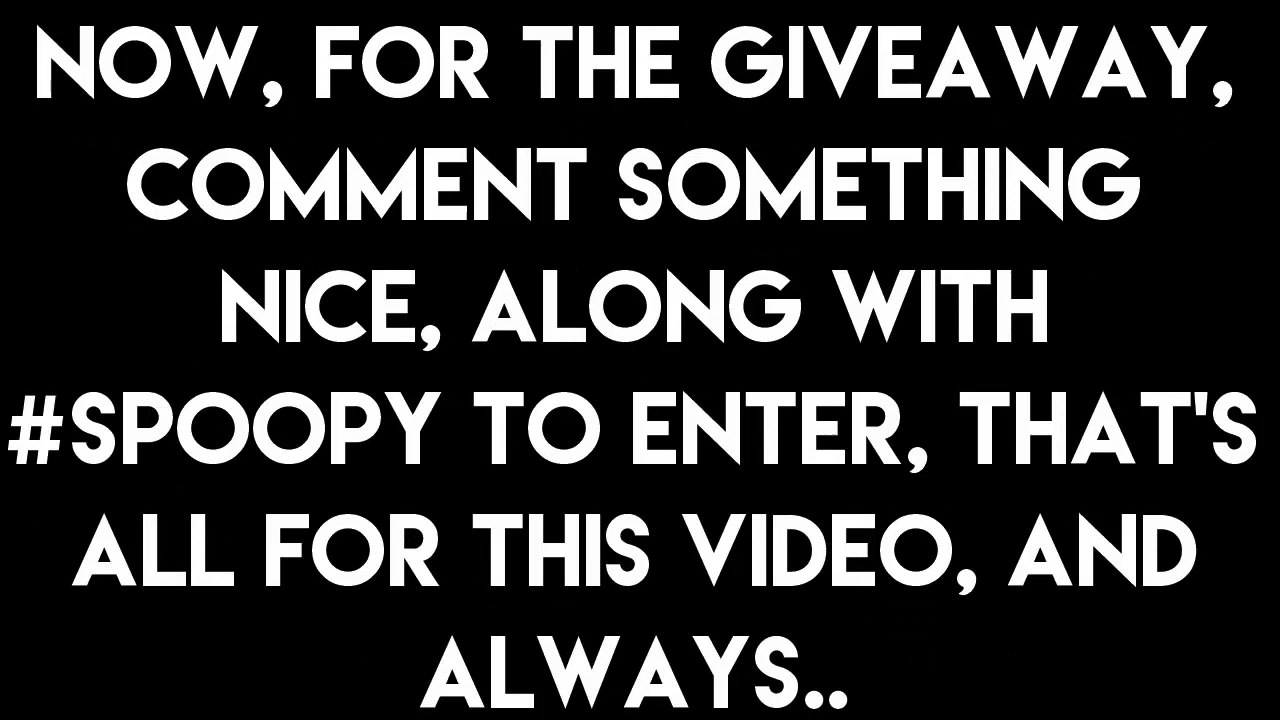 NOW, FOR THE GIVEAWAY,
COMMENT SOMETHING
NICE, ALONG WITH
#SPOOPY TO ENTER, THAT'S
ALL FOR THIS VIDEO, AND
ALWAYS..